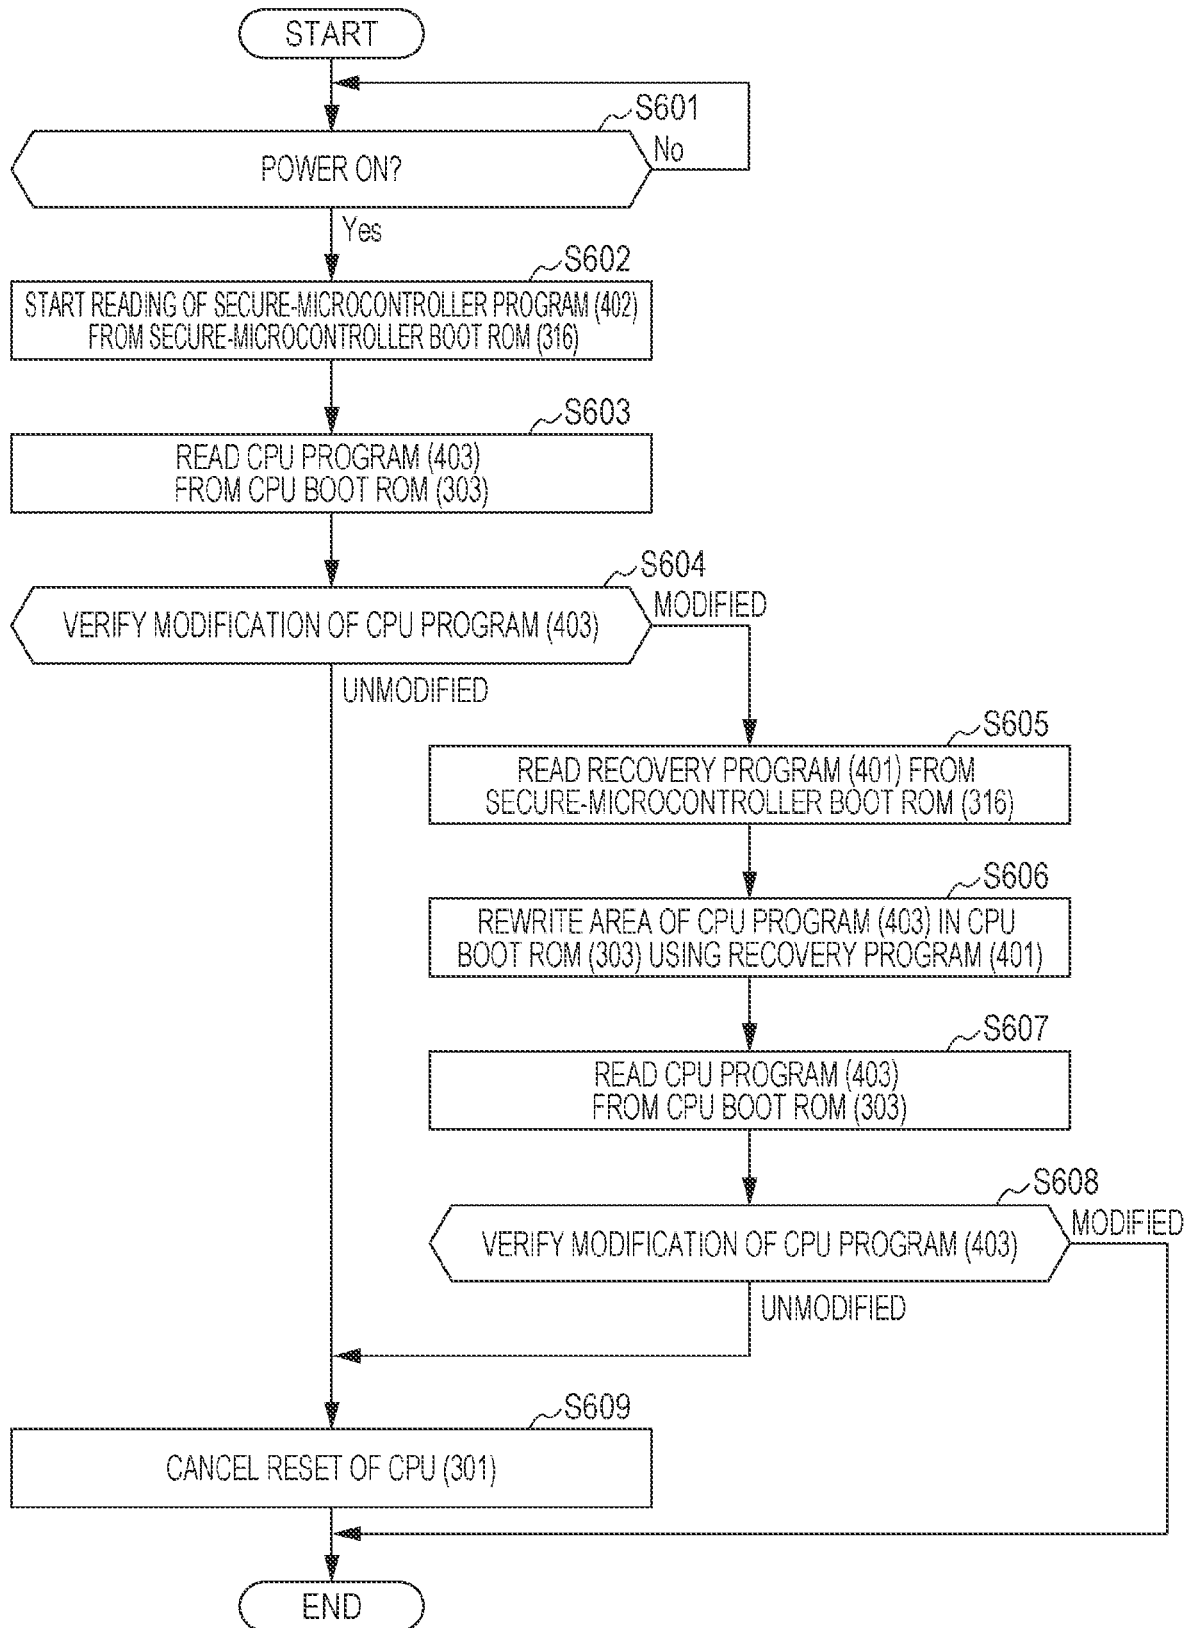 START
S601
POWER ON?
No
Yes
S602
START READING OF SECURE-MICROCONTROLLER PROGRAM (402)
FROM SECURE-MICROCONTROLLER BOOT ROM (316)
S603
READ CPU PROGRAM (403)
FROM CPU BOOT ROM (303)
S604
VERIFY MODIFICATION OF CPU PROGRAM (403)
MODIFIED
UNMODIFIED
S605
READ RECOVERY PROGRAM (401) FROM
SECURE-MICROCONTROLLER BOOT ROM (316)
S606
REWRITE AREA OF CPU PROGRAM (403) IN CPU
BOOT ROM (303) USING RECOVERY PROGRAM (401)
S607
READ CPU PROGRAM (403)
FROM CPU BOOT ROM (303)
S608
VERIFY MODIFICATION OF CPU PROGRAM (403)
MODIFIED
UNMODIFIED
S609
CANCEL RESET OF CPU (301)
END